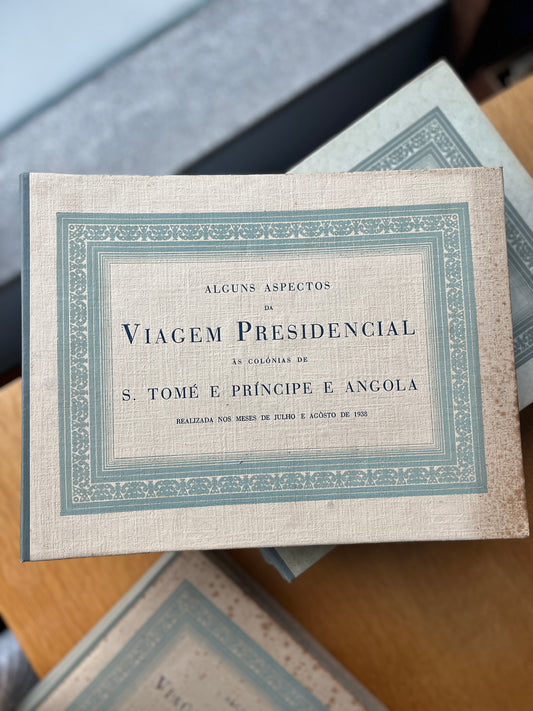 ALGUNS ASPECTOS
DA
VIAGEM PRESIDENCIAL
ÀS COLÓNIAS DE
S. TOMÉ E PRÍNCIPE E ANGOLA
REALIZADA NOS MESES DE JULHO E AGÔSTO DE 1938